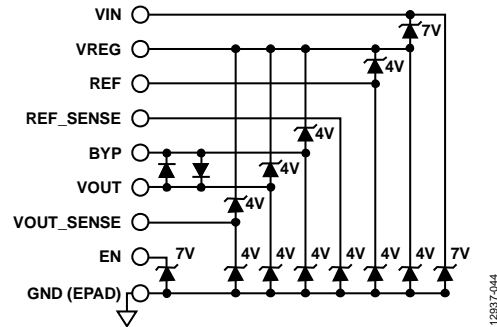 VIN
7V
VREG
4V
REF
REF_SENSE
4V
BYP
4V
VOUT
4V
VOUT_SENSE
EN
7V
4V 4V 4V 4V 4V 4V 7V
GND (EPAD)
12937-044